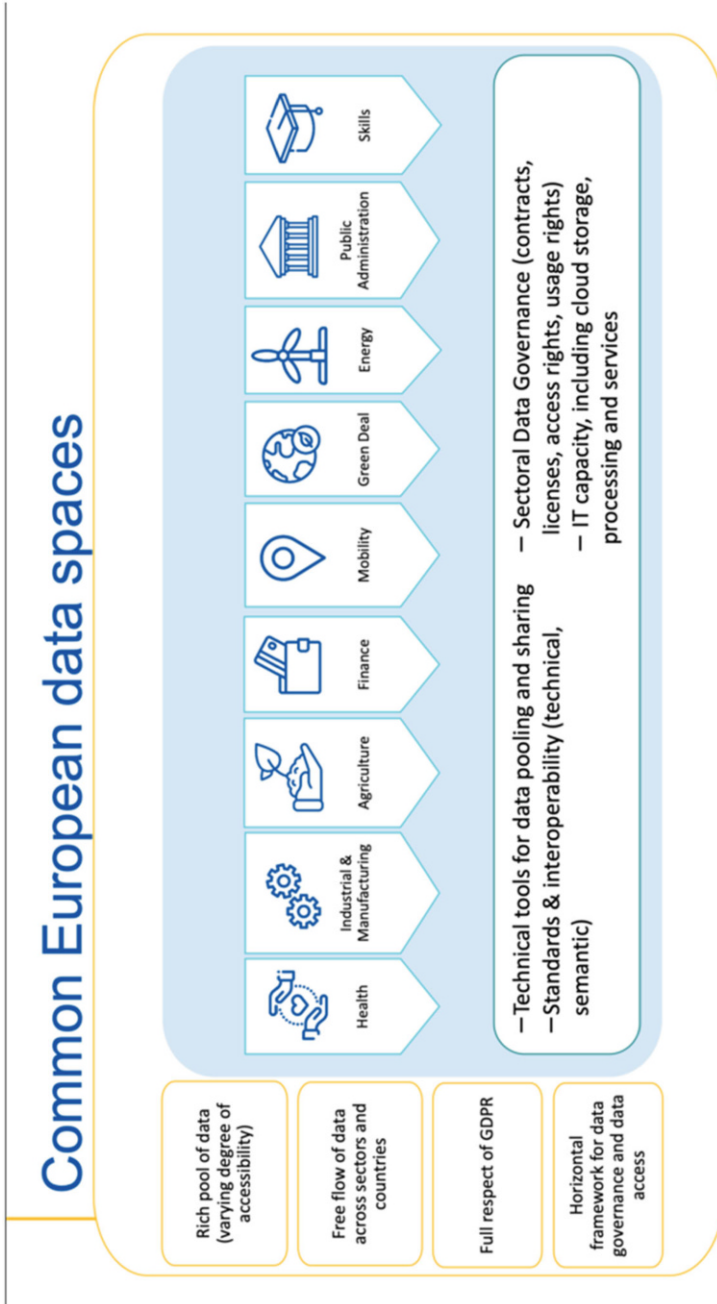 Common European data spaces
Rich pool of data
(varying degree of
accessibility)
Free flow of data
across sectors and
countries
Full respect of GDPR
Horizontal
framework for data
governance and data
access
Health
Industrial &
Manufacturing
Agriculture
Finance
Mobility
Green Deal
Energy
Public
Administration
Skills
—Technical tools for data pooling and sharing
—Standards & interoperability (technical,
semantic)
— Sectoral Data Governance (contracts,
licenses, access rights, usage rights)
— IT capacity, including cloud storage,
processing and services